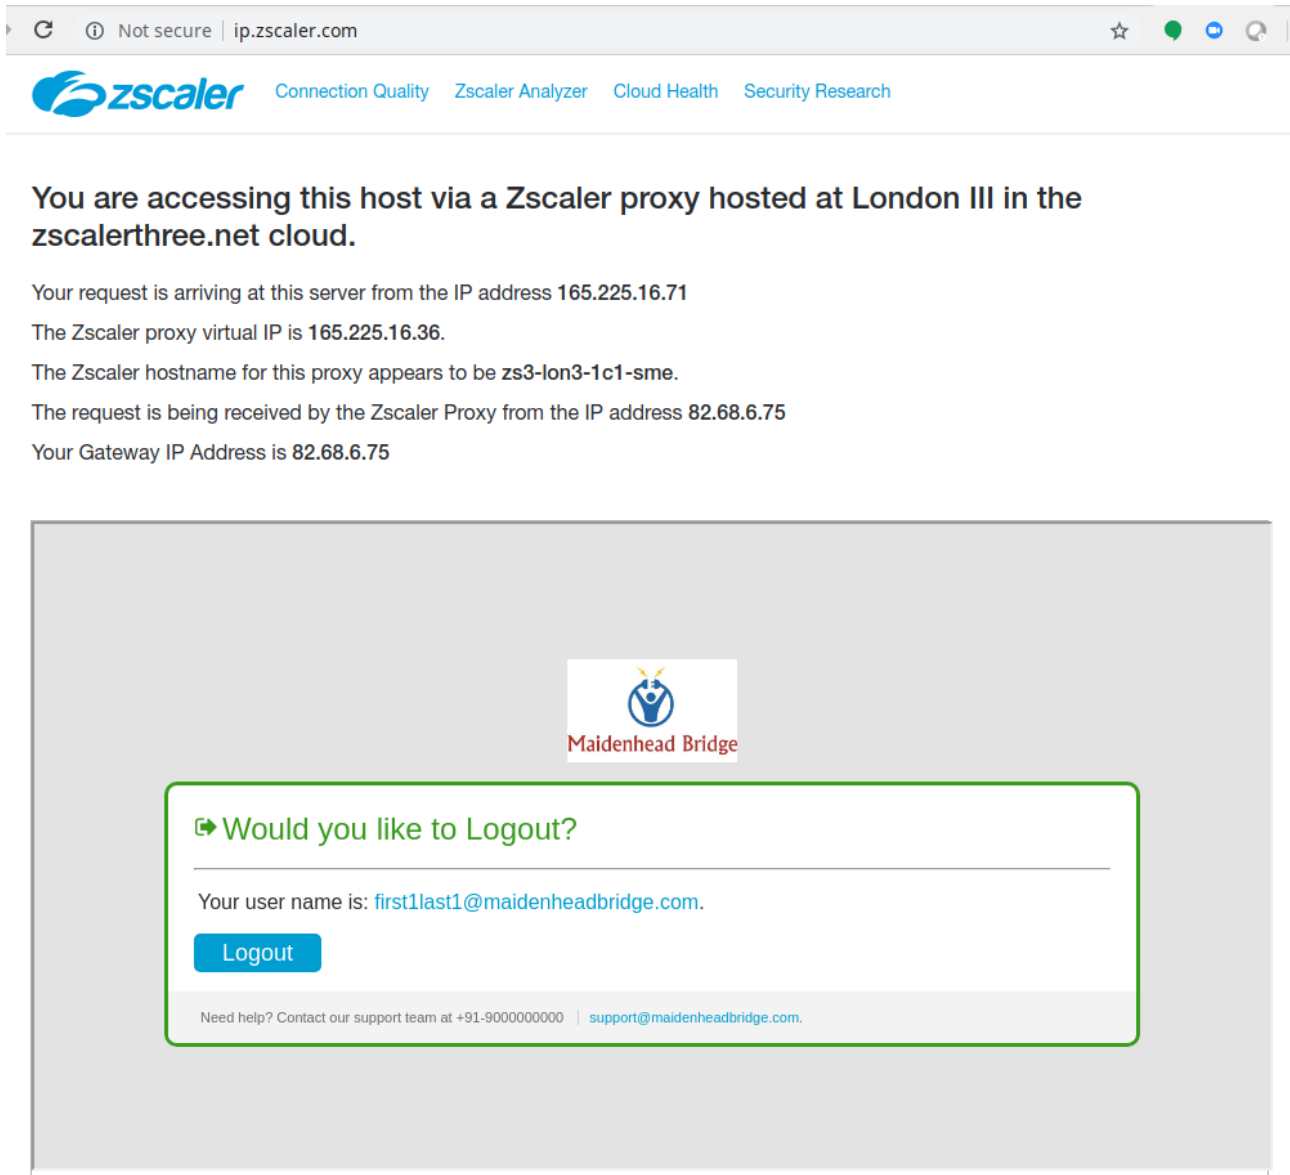 Not secure | ip.zscaler.com
zscaler Connection Quality Zscaler Analyzer Cloud Health Security Research
You are accessing this host via a Zscaler proxy hosted at London III in the
zscalerthree.net cloud.
Your request is arriving at this server from the IP address 165.225.16.71
The Zscaler proxy virtual IP is 165.225.16.36.
The Zscaler hostname for this proxy appears to be zs3-lon3-1c1-sme.
The request is being received by the Zscaler Proxy from the IP address 82.68.6.75
Your Gateway IP Address is 82.68.6.75
Maidenhead Bridge
Would you like to Logout?
Your user name is: first1last1@maidenheadbridge.com.
Logout
Need help? Contact our support team at +91-9000000000 | support@maidenheadbridge.com.